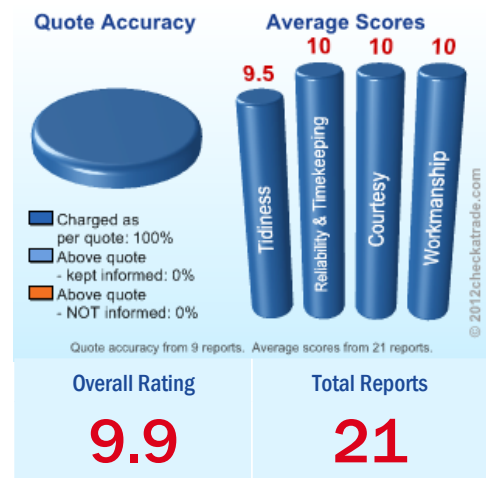 Quote Accuracy
Average Scores
9.5
10
10
10
Tidiness
Reliability & Timekeeping
Courtesy
Workmanship
Charged as
per quote: 100%
Above quote
- kept informed: 0%
Above quote
- NOT informed: 0%
© 2012checkatrade.com
Quote accuracy from 9 reports. Average scores from 21 reports.
Overall Rating
9.9
Total Reports
21